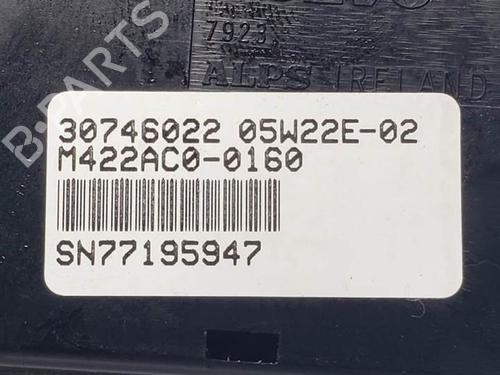 B-PARTS
7923
ALPS IRELAND
30746022 05W22E-02
M422AC0-0160
SN77195947